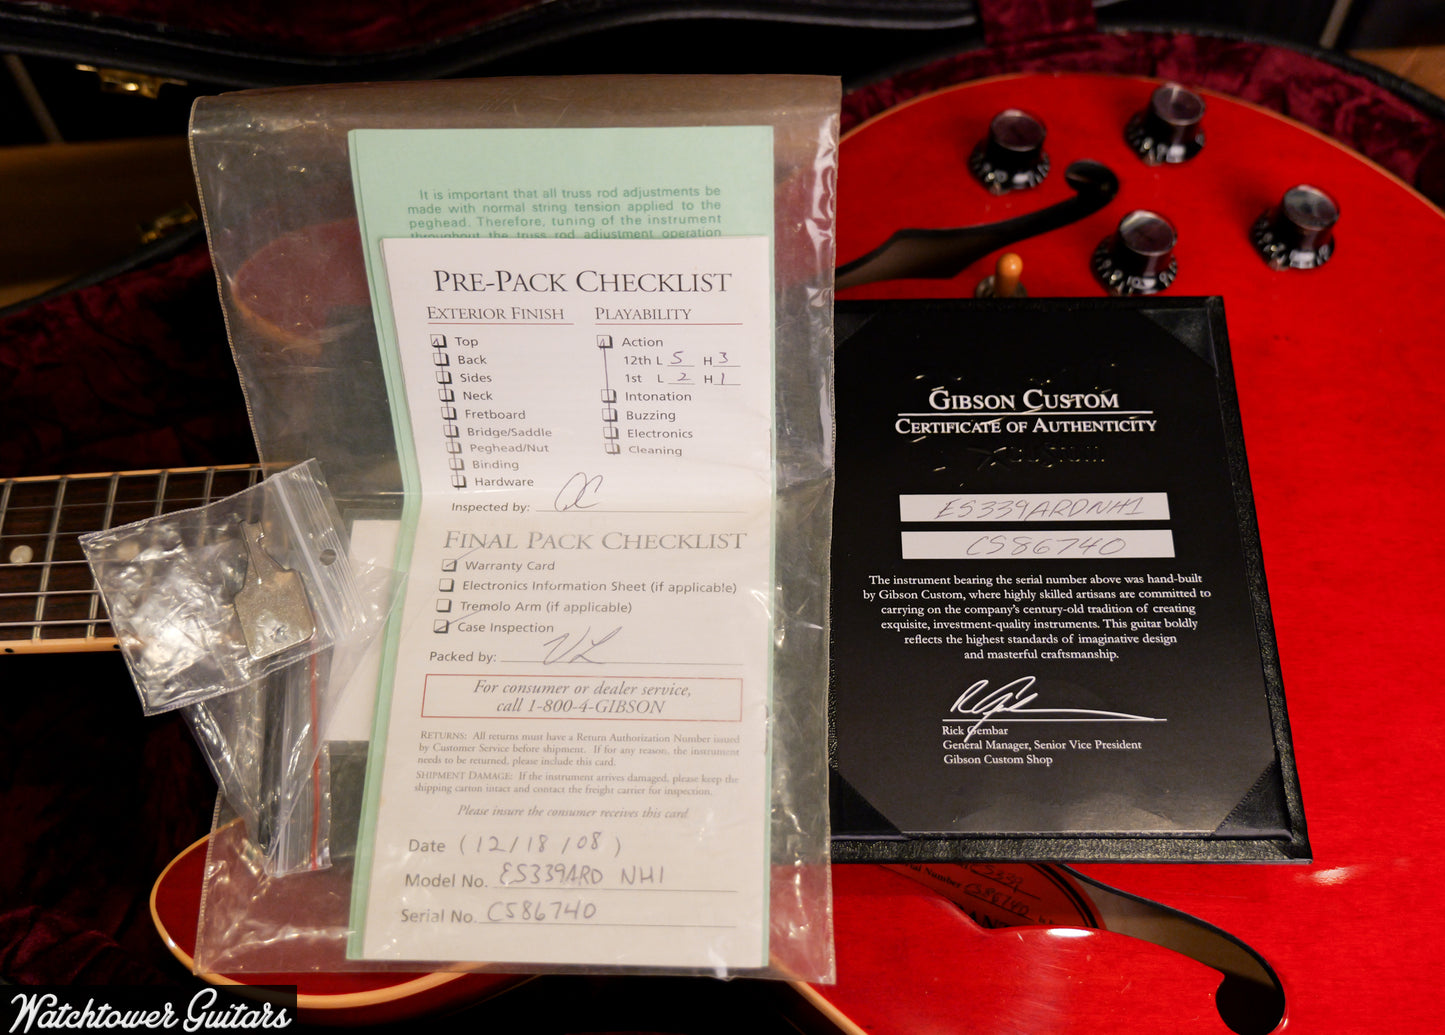 It is important that all truss rod adjustments be
made with normal string tension applied to the
peghead. Therefore, tuning of the instrument
throughout the truss rod adjustment operation
PRE-PACK CHECKLIST
EXTERIOR FINISH
Top
Back
Sides
Neck
Fretboard
Bridge/Saddle
Peghead/Nut
Binding
Hardware
PLAYABILITY
Action
12th L 5 H 3
1st L 2 H 1
Intonation
Buzzing
Electronics
Cleaning
Inspected by:
FINAL PACK CHECKLIST
Warranty Card
Electronics Information Sheet (if applicable)
Tremolo Arm (if applicable)
Case Inspection
Packed by: VL
For consumer or dealer service,
call 1-800-4-GIBSON
RETURNS: All returns must have a Return Authorization Number issued
by Customer Service before shipment. If for any reason, the instrument
needs to be returned, please include this card.
SHIPMENT DAMAGE: If the instrument arrives damaged, please keep the
shipping carton intact and contact the freight carrier for inspection.
Please insure the consumer receives this card
Date (12/18/08)
Model No. ES339ARD NH1
Serial No. CS86740
GIBSON CUSTOM
CERTIFICATE OF AUTHENTICITY
CUSTOM
ES339ARDNH1
CS86740
The instrument bearing the serial number above was hand-built
by Gibson Custom, where highly skilled artisans are committed to
carrying on the company's century-old tradition of creating
exquisite, investment-quality instruments. This guitar boldly
reflects the highest standards of imaginative design
and masterful craftsmanship.
Rick Gembar
General Manager, Senior Vice President
Gibson Custom Shop
Number CS86740
Watchtower Guitars